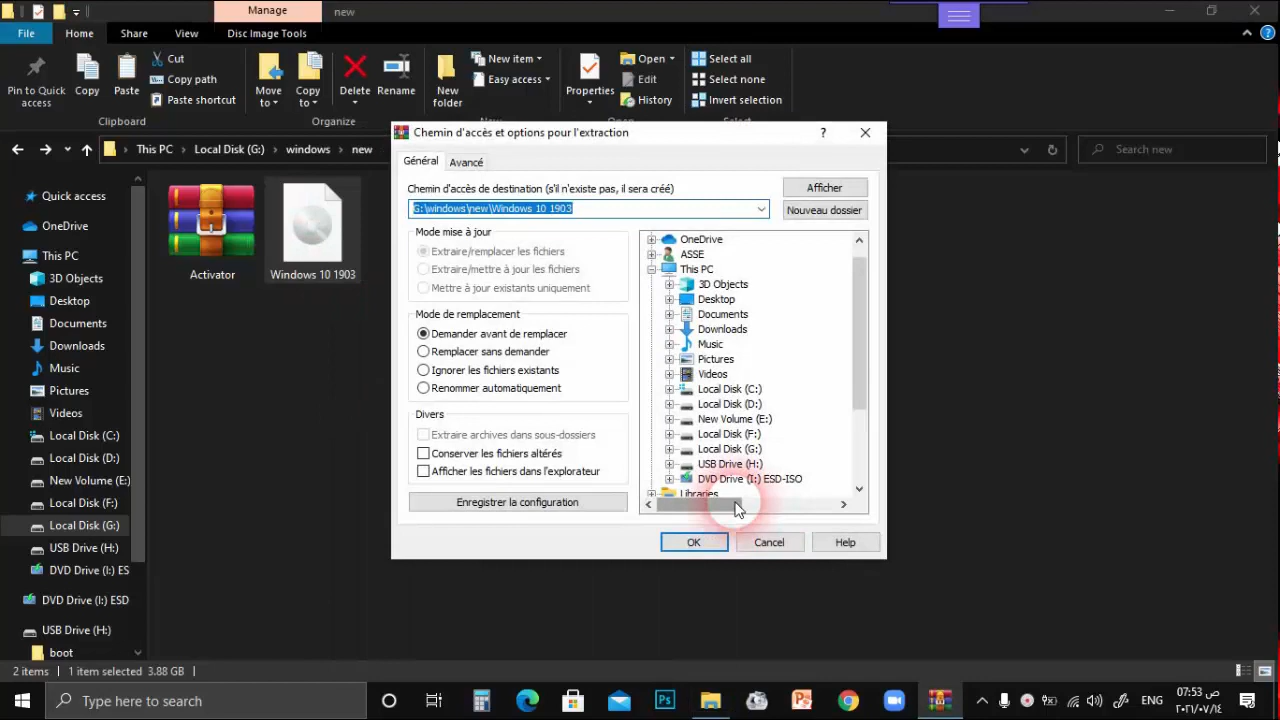 Manage
new
File
Home
Share
View
Disc Image Tools
Pin to Quick
access
Copy
Paste
Cut
Copy path
Paste shortcut
Clipboard
Move
to
Copy
to
Delete
Rename
Organize
New
folder
New item
Easy access
Properties
Open
Edit
History
Select all
Select none
Invert selection
This PC
Local Disk (G:)
windows
new
Search new
Quick access
OneDrive
This PC
3D Objects
Desktop
Documents
Downloads
Music
Pictures
Videos
Local Disk (C:)
Local Disk (D:)
New Volume (E:)
Local Disk (F:)
Local Disk (G:)
USB Drive (H:)
DVD Drive (I:) ES
DVD Drive (I:) ESD
USB Drive (H:)
boot
Activator
Windows 10 1903
Chemin d'accès et options pour l'extraction
?
Général
Avancé
Chemin d'accès de destination (s'il n'existe pas, il sera créé)
G:\windows\new\Windows 10 1903
Afficher
Nouveau dossier
Mode mise à jour
Extraire/remplacer les fichiers
Extraire/mettre à jour les fichiers
Mettre à jour existants uniquement
Mode de remplacement
Demander avant de remplacer
Remplacer sans demander
Ignorer les fichiers existants
Renommer automatiquement
Divers
Extraire archives dans sous-dossiers
Conserver les fichiers altérés
Afficher les fichiers dans l'explorateur
Enregistrer la configuration
OneDrive
ASSE
This PC
3D Objects
Desktop
Documents
Downloads
Music
Pictures
Videos
Local Disk (C:)
Local Disk (D:)
New Volume (E:)
Local Disk (F:)
Local Disk (G:)
USB Drive (H:)
DVD Drive (I:) ESD-ISO
Libraries
OK
Cancel
Help
2 items
1 item selected 3.88 GB
Type here to search
Ps
ENG
07:53 ص
٢٠٢١/٠٧/١٤